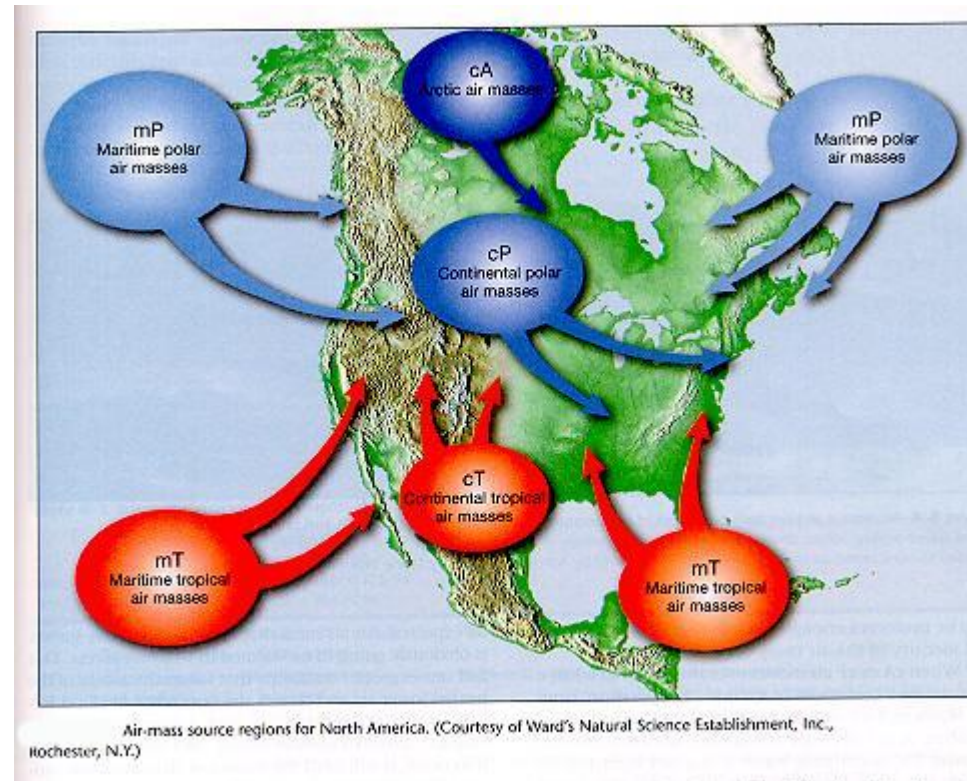 cA
Arctic air masses
mP
Maritime polar
air masses
mP
Maritime polar
air masses
cP
Continental polar
air masses
cT
Continental tropical
air masses
mT
Maritime tropical
air masses
mT
Maritime tropical
air masses
Air-mass source regions for North America. (Courtesy of Ward's Natural Science Establishment, Inc.,
Rochester, N.Y.)